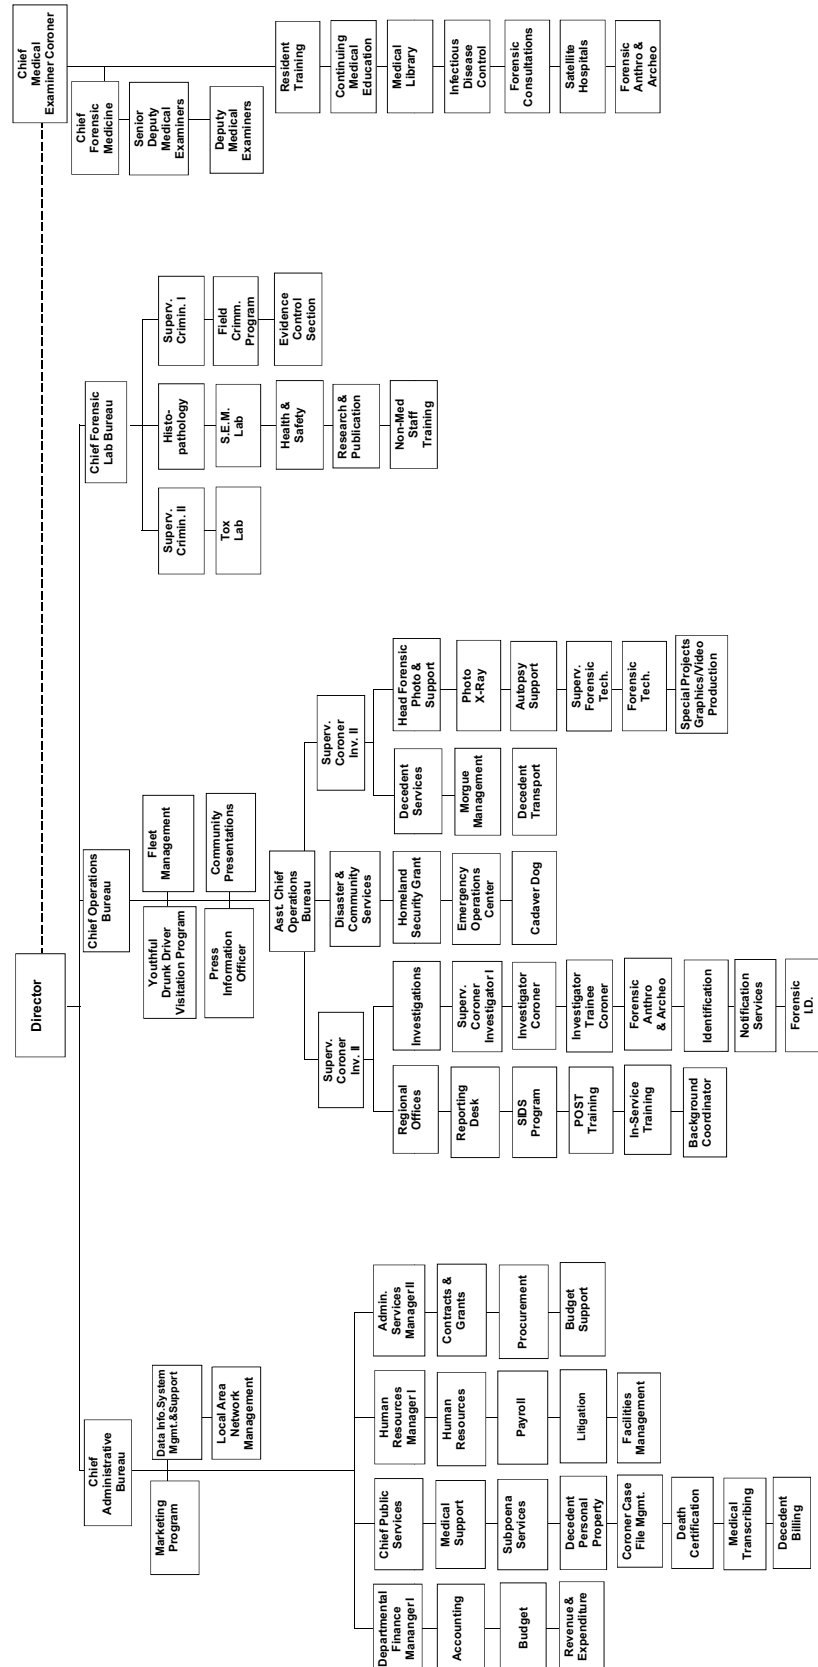 Director
Chief
Medical
Examiner Coroner
Chief
Administrative
Bureau
Chief Operations
Bureau
Chief Forensic
Lab Bureau
Chief
Forensic
Medicine
Senior
Deputy
Medical
Examiners
Deputy
Medical
Examiners
Resident
Training
Continuing
Medical
Education
Medical
Library
Infectious
Disease
Control
Forensic
Consultations
Satellite
Hospitals
Forensic
Anthro &
Archeo
Marketing
Program
Data Info.System
Mgmt.&Support
Local Area
Network
Management
Departmental
Finance
Mananger I
Accounting
Budget
Revenue &
Expenditure
Chief Public
Services
Medical
Support
Subpoena
Services
Decedent
Personal
Property
Coroner Case
File Mgmt.
Death
Certification
Medical
Transcribing
Decedent
Billing
Human
Resources
Manager I
Human
Resources
Payroll
Litigation
Facilities
Management
Admin.
Services
Manager II
Contracts &
Grants
Procurement
Budget
Support
Youthful
Drunk Driver
Visitation Program
Fleet
Management
Press
Information
Officer
Community
Presentations
Asst. Chief
Operations
Bureau
Superv.
Coroner
Inv. II
Regional
Offices
Reporting
Desk
SIDS
Program
POST
Training
In-Service
Training
Background
Coordinator
Investigations
Superv.
Coroner
Investigator I
Investigator
Coroner
Investigator
Trainee
Coroner
Forensic
Anthro
& Archeo
Identification
Notification
Services
Forensic
I.D.
Disaster &
Community
Services
Homeland
Security Grant
Emergency
Operations
Center
Cadaver Dog
Superv.
Coroner
Inv. II
Decedent
Services
Morgue
Management
Decedent
Transport
Head Forensic
Photo &
Support
Photo
X-Ray
Autopsy
Support
Superv.
Forensic
Tech.
Forensic
Tech.
Special Projects
Graphics/Video
Production
Superv.
Crimin. II
Tox
Lab
Histo-
pathology
S.E.M.
Lab
Health &
Safety
Research &
Publication
Non-Med
Staff
Training
Superv.
Crimin. I
Field
Crimm.
Program
Evidence
Control
Section